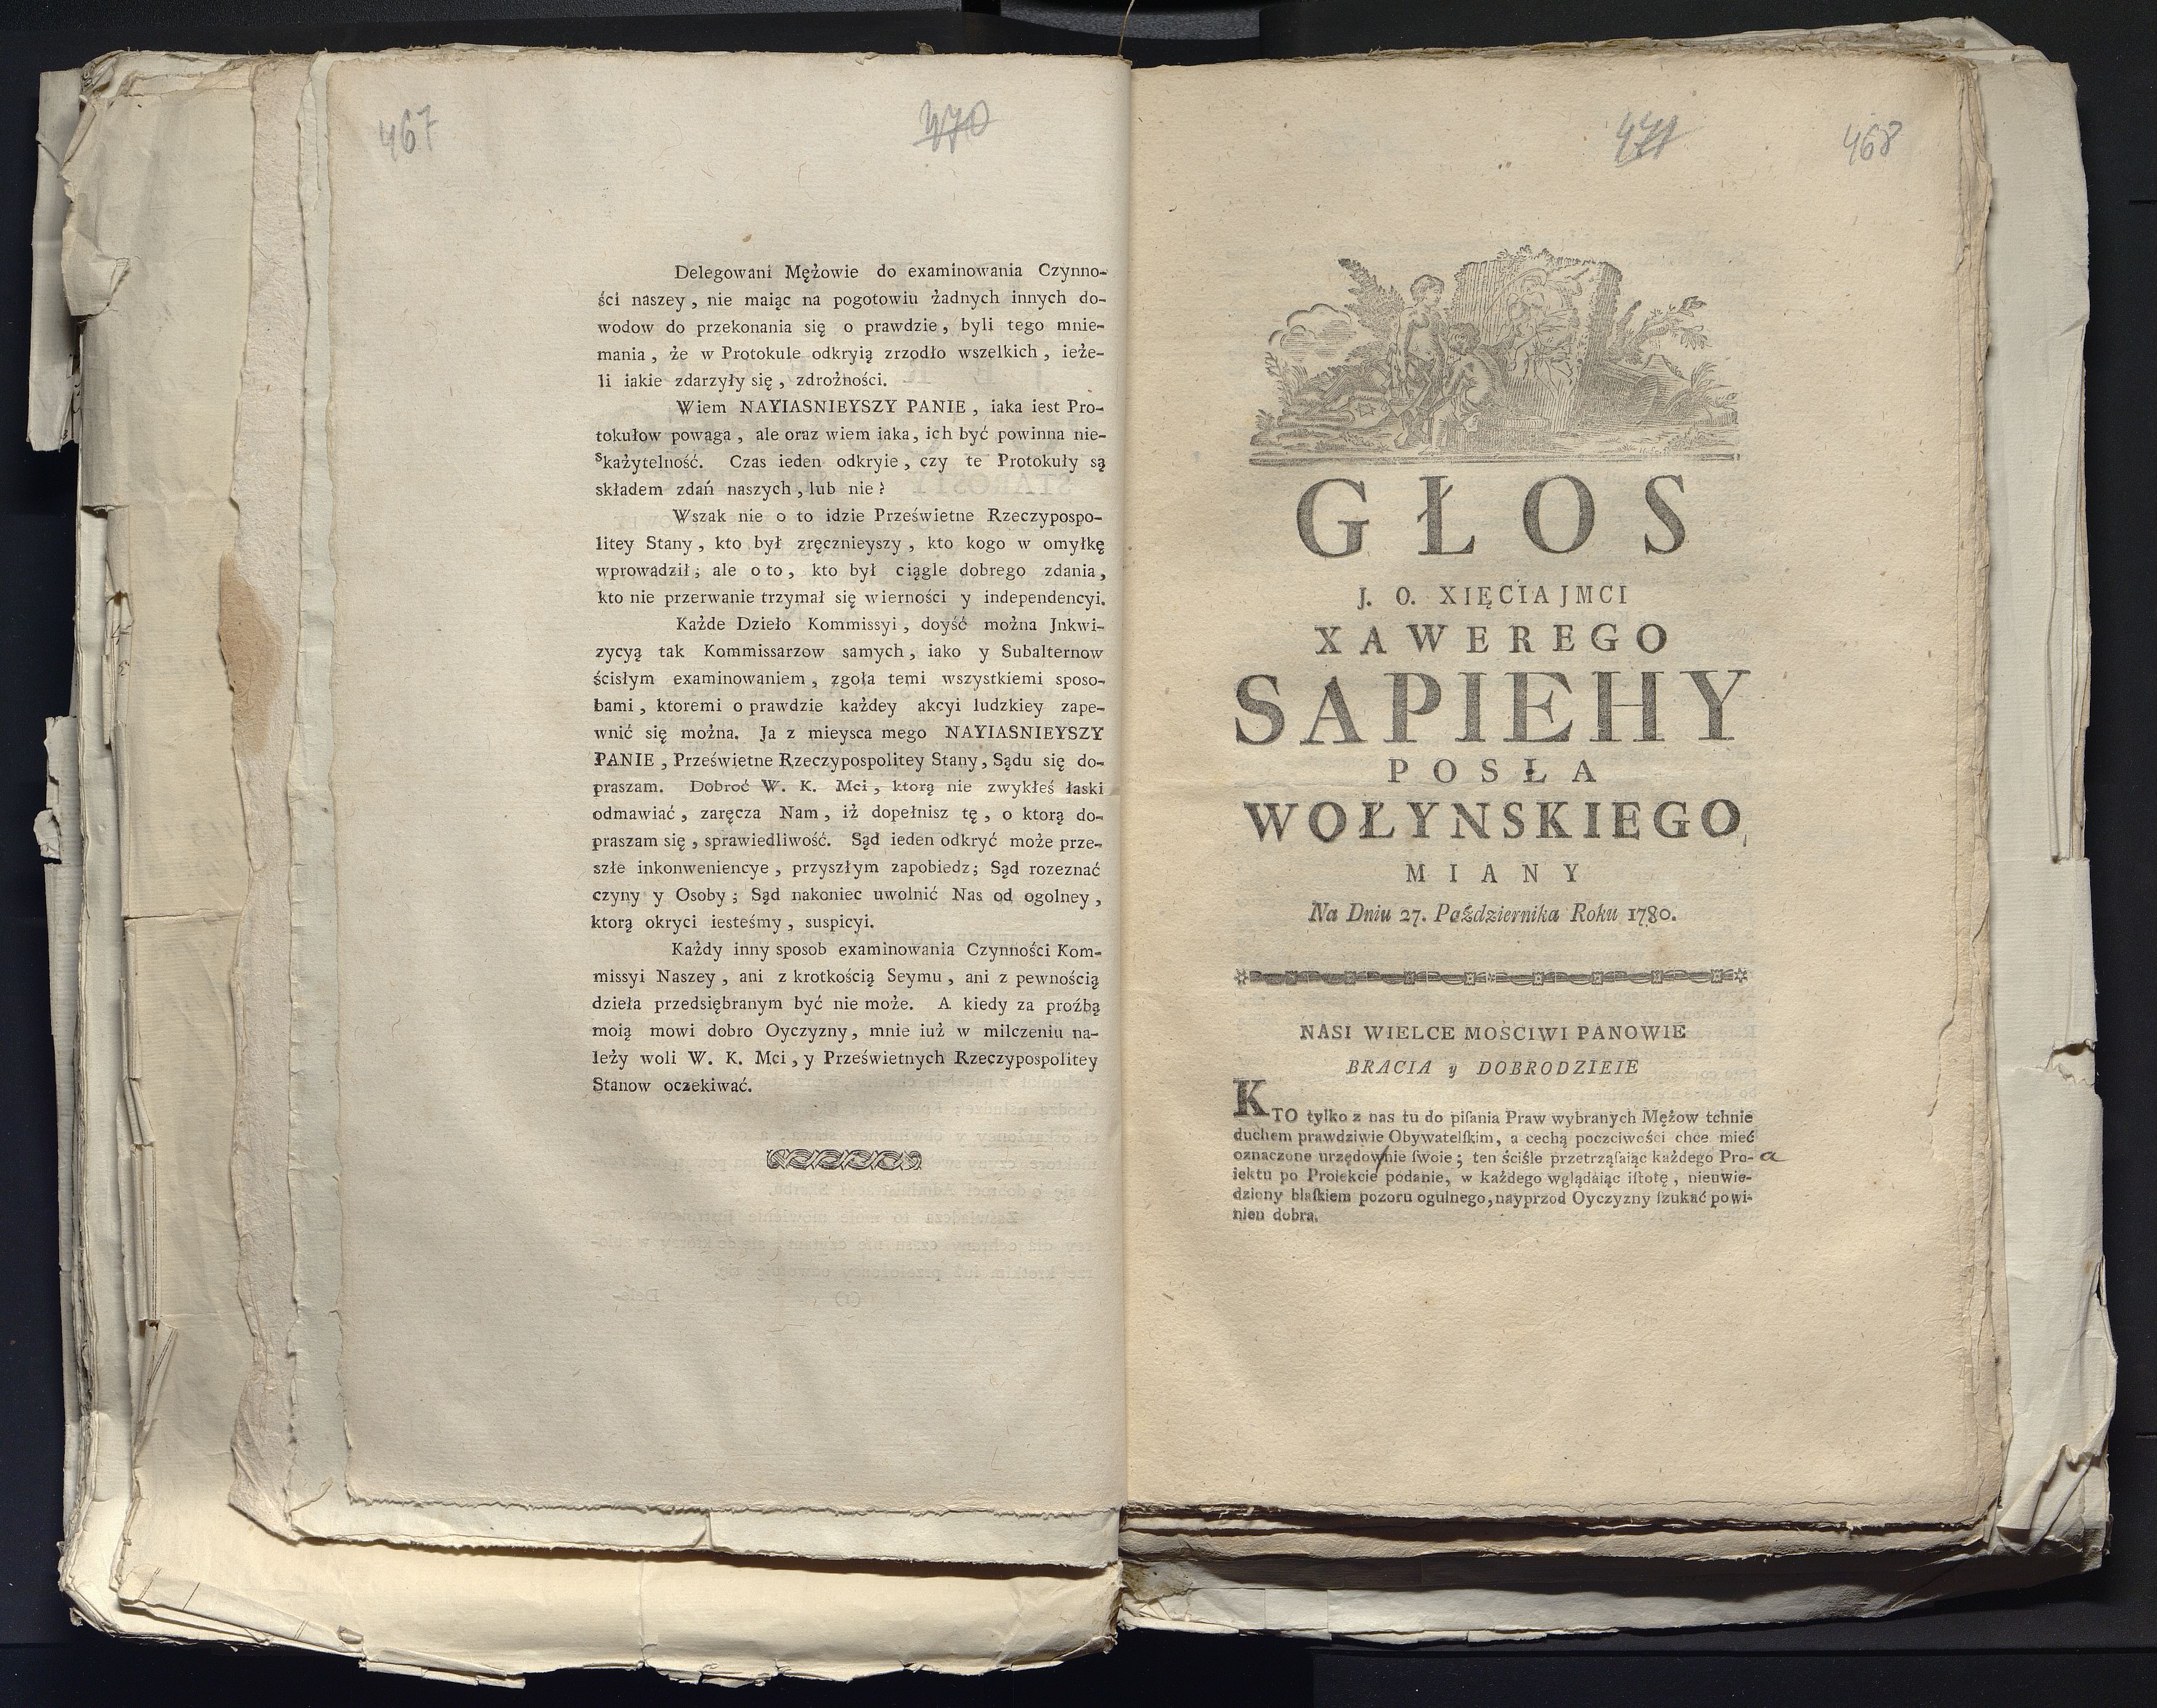 467
470
Delegowani Mężowie do examinowania Czynno-
ści naszey, nie maiąc na pogotowiu żadnych innych do-
wodow do przekonania się o prawdzie, byli tego mnie-
mania, że w Protokule odkryią zrzodło wszelkich, ieże-
li iakie zdarzyły się, zdrożności.
Wiem NAYIASNIEYSZY PANIE, iaka iest Pro-
tokułow powaga, ale oraz wiem iaka, ich być powinna nie-
skażytelność. Czas ieden odkryie, czy te Protokuły są
składem zdań naszych, lub nie?
Wszak nie o to idzie Prześwietne Rzeczypospo-
litey Stany, kto był zręcznieyszy, kto kogo w omyłkę
wprowadził; ale o to, kto był ciągle dobrego zdania,
kto nie przerwanie trzymał się wierności y independencyi.
Każde Dzieło Kommissyi, doyść można Jnkwi-
zycyą tak Kommissarzow samych, iako y Subalternow
ścisłym examinowaniem, zgoła temi wszystkiemi sposo-
bami, ktoremi o prawdzie każdey akcyi ludzkiey zape-
wnić się można. Ja z mieysca mego NAYIASNIEYSZY
PANIE, Prześwietne Rzeczypospolitey Stany, Sądu się do-
praszam. Dobroć W. K. Mci, ktorą nie zwykłeś łaski
odmawiać, zaręcza Nam, iż dopełnisz tę, o ktorą do-
praszam się, sprawiedliwość. Sąd ieden odkryć może prze-
szłe inkonweniencye, przyszłym zapobiedz; Sąd rozeznać
czyny y Osoby; Sąd nakoniec uwolnić Nas od ogolney,
ktorą okryci iesteśmy, suspicyi.
Każdy inny sposob examinowania Czynności Kom-
missyi Naszey, ani z krotkością Seymu, ani z pewnością
dzieła przedsiębranym być nie może. A kiedy za proźbą
moią mowi dobro Oyczyzny, mnie iuż w milczeniu na-
leży woli W. K. Mci, y Prześwietnych Rzeczypospolitey
Stanow oczekiwać.
471
468
GŁOS
J. O. XIĘCIA JMCI
XAWEREGO
SAPIEHY
POSŁA
WOŁYNSKIEGO,
MIANY
Na Dniu 27. Października Roku 1780.
NASI WIELCE MOSCIWI PANOWIE
BRACIA y DOBRODZIEIE
KTO tylko z nas tu do piſania Praw wybranych Mężow tchnie
duchem prawdziwie Obywatelſkim, a cechą poczciwości chce mieć
oznaczone urzędownie ſwoie; ten ściśle przetrząſaiąc każdego Pro- a
iektu po Proiekcie podanie, w każdego wglądaiąc iſtotę, nieuwie-
dziony blaſkiem pozoru ogulnego, nayprzod Oyczyzny ſzukać powi-
nien dobra.